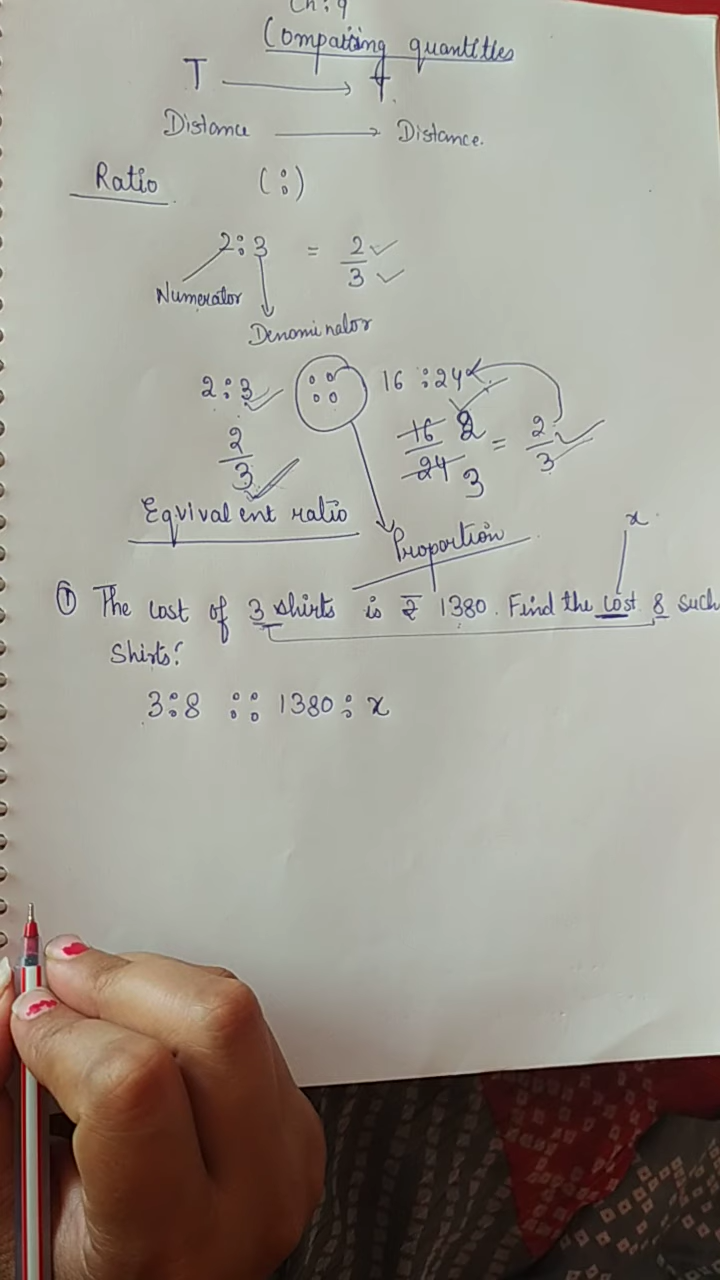 Ch: 9
Comparing quantities
T → T.
Distance → Distance.
Ratio (:)
2:3 = 2/3
Numerator
Denominator
2:3 :: 16:24
2/3 16/24 2/3 = 2/3
Equivalent ratio
Proportion
x
① The cost of 3 shirts is ₹ 1380. Find the cost 8 such
shirts?
3:8 :: 1380 : x